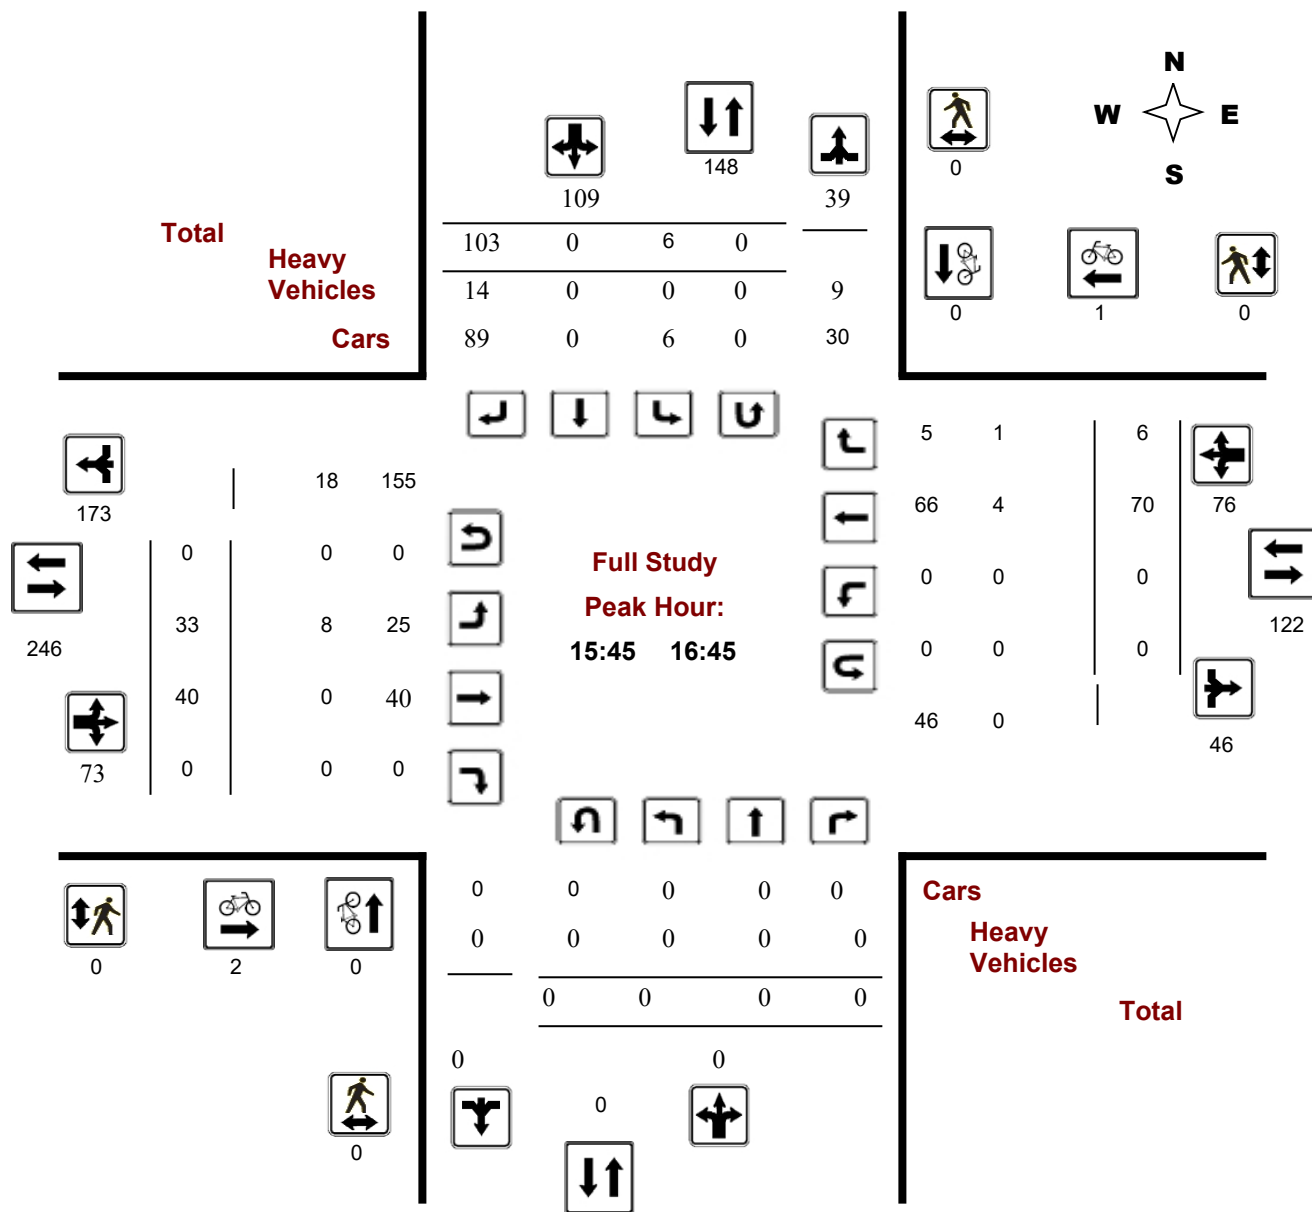 N
W E
S
148
0
109 39
Total
103 0 6 0
Heavy
Vehicles
14 0 0 0 9
0 1 0
Cars
89 0 6 0 30
5 1 6
18 155
173
66 4 70 76
0 0 0
Full Study
0 0 0
Peak Hour:
33 8 25
122
246
15:45 16:45
0 0 0
40 0 40
46 0
46
73
0 0 0
0 0 0 0 0
Cars
0 0 0 0 0
Heavy
Vehicles
0 2 0
0 0 0 0
Total
0 0
0
0